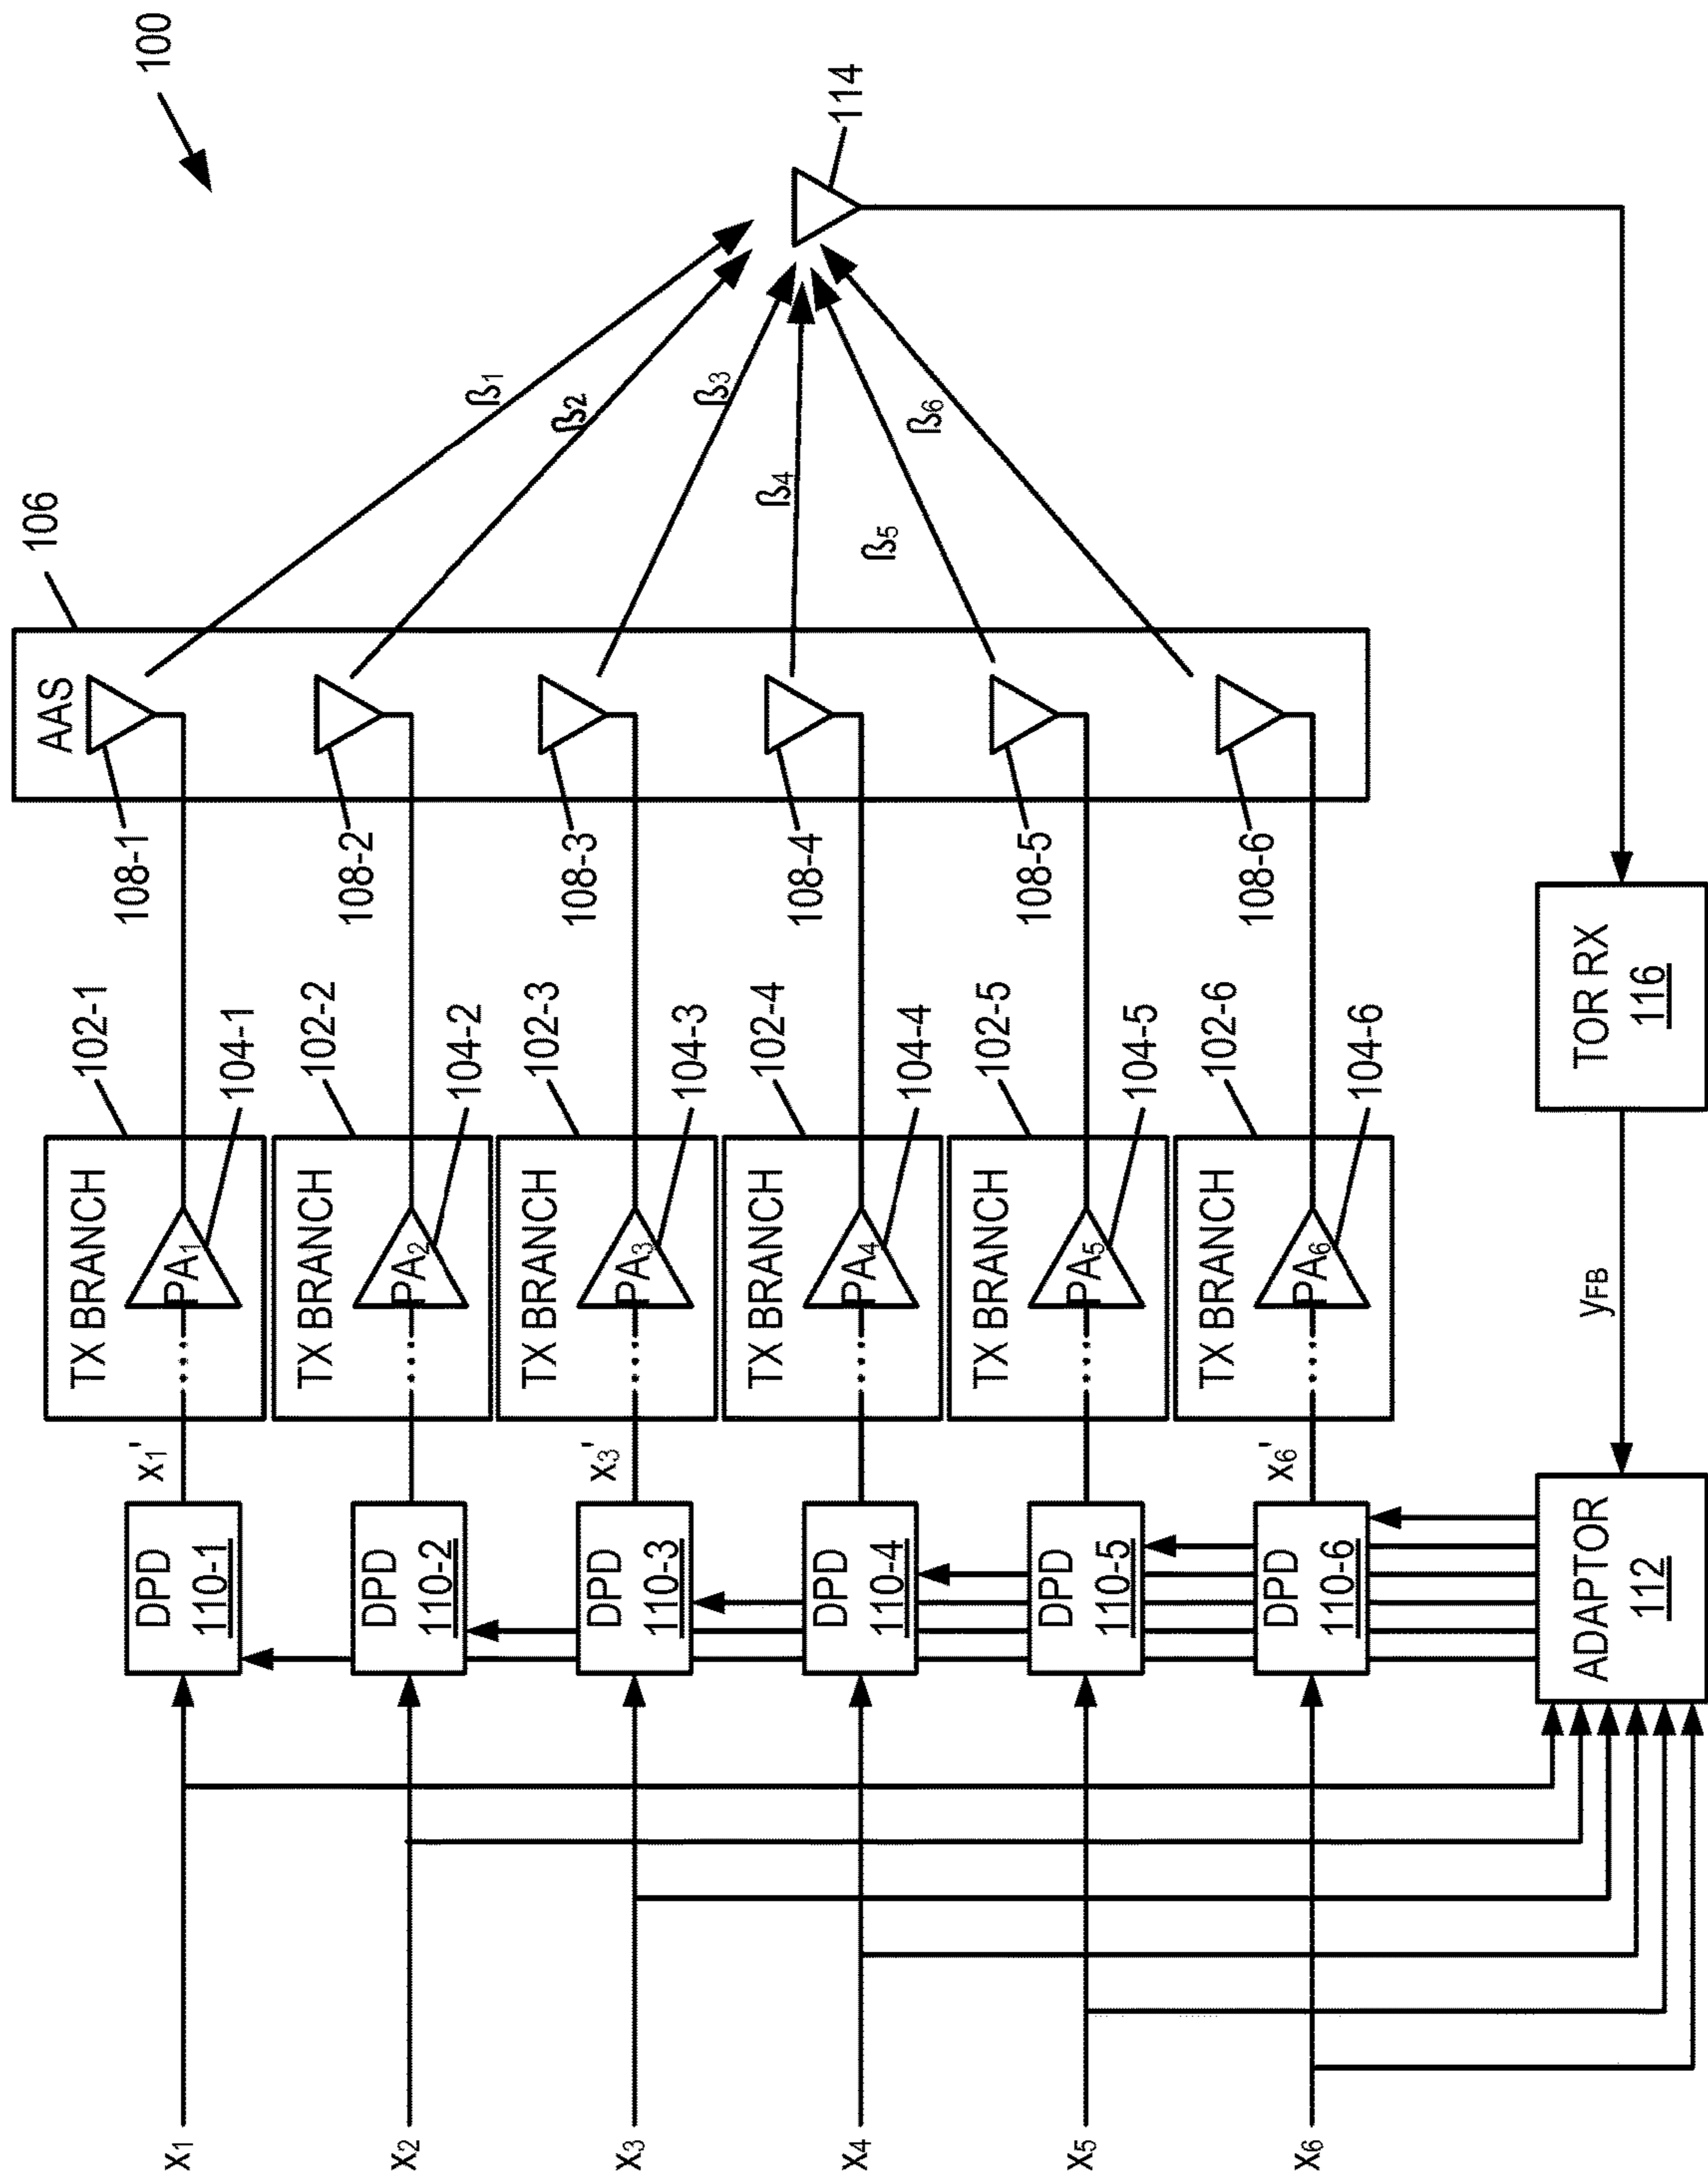 100
106
AAS
102-1
108-1
TX BRANCH
x1'
DPD
110-1
x1
PA1
104-1
ß1
102-2
108-2
TX BRANCH
DPD
110-2
x2
PA2
104-2
ß2
102-3
108-3
TX BRANCH
x3'
DPD
110-3
x3
PA3
104-3
ß3
114
102-4
108-4
TX BRANCH
DPD
110-4
x4
PA4
104-4
ß4
102-5
108-5
TX BRANCH
DPD
110-5
x5
PA5
104-5
ß5
102-6
108-6
TX BRANCH
x6'
DPD
110-6
x6
PA6
104-6
ß6
ADAPTOR
112
yFB
TOR RX
116